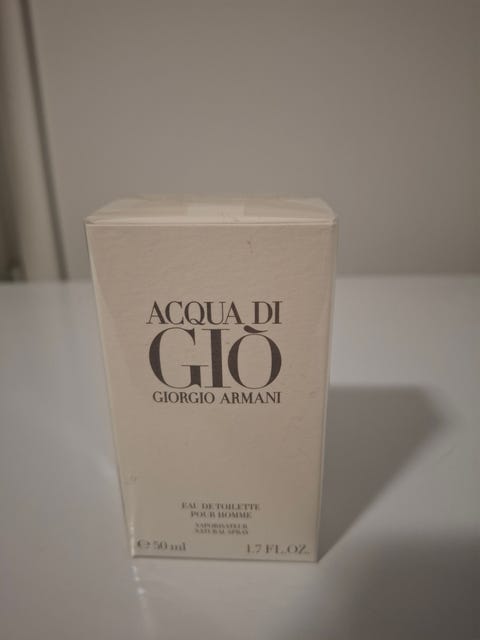 ACQUA DI
GIÒ
GIORGIO ARMANI
EAU DE TOILETTE
POUR HOMME
VAPORISATEUR
NATURAL SPRAY
℮ 50 ml 1.7 FL.OZ.